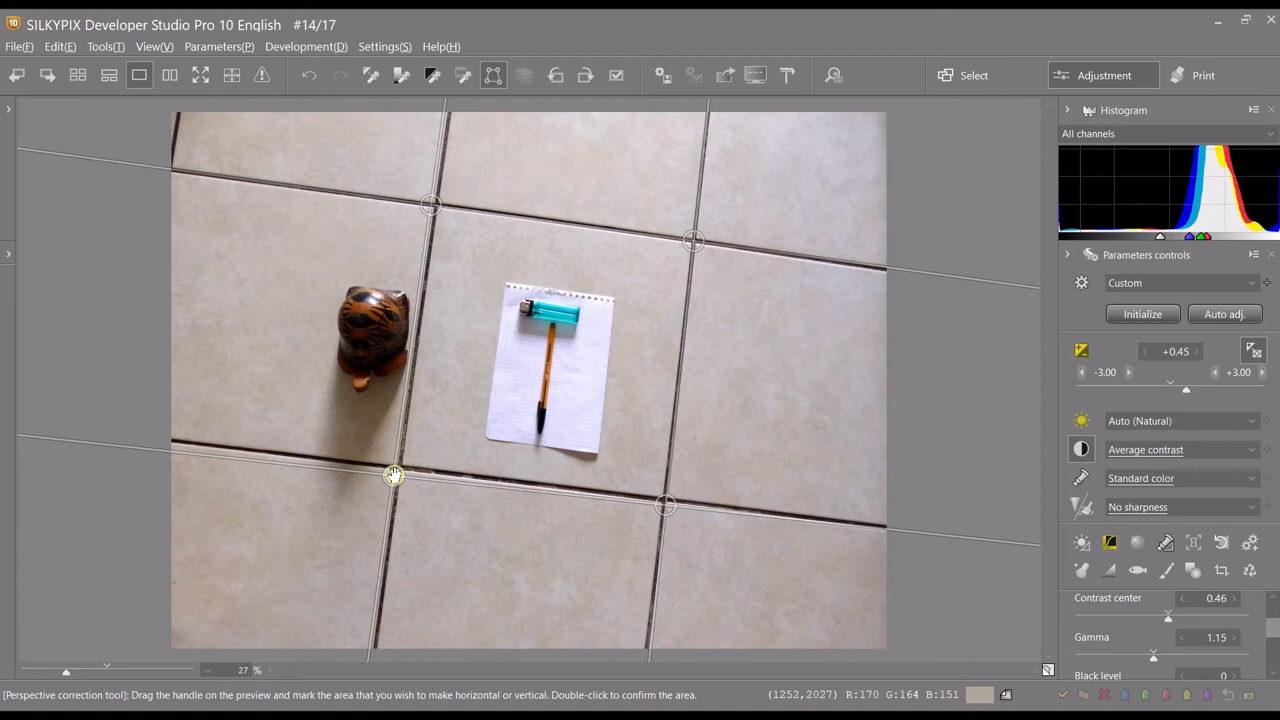 10 SILKYPIX Developer Studio Pro 10 English #14/17
File(F) Edit(E) Tools(T) View(V) Parameters(P) Development(D) Settings(S) Help(H)
Select Adjustment Print
Histogram
All channels
Parameters controls
Custom
Initialize Auto adj.
+0.45
-3.00 +3.00
Auto (Natural)
Average contrast
Standard color
No sharpness
Contrast center 0.46
Gamma 1.15
Black level 0
27 %
[Perspective correction tool]: Drag the handle on the preview and mark the area that you wish to make horizontal or vertical. Double-click to confirm the area. (1252,2027) R:170 G:164 B:151